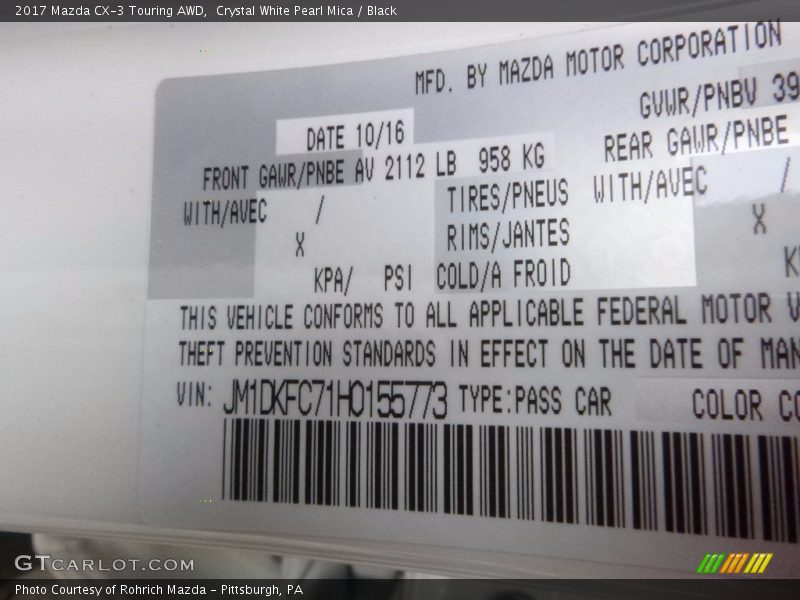 2017 Mazda CX-3 Touring AWD,  Crystal White Pearl Mica / Black
MFD. BY MAZDA MOTOR CORPORATION
GVWR/PNBV 39
DATE 10/16
REAR GAWR/PNBE
FRONT GAWR/PNBE AV 2112 LB  958 KG
WITH/AVEC / TIRES/PNEUS WITH/AVEC /
X RIMS/JANTES X
KPA/ PSI COLD/A FROID
THIS VEHICLE CONFORMS TO ALL APPLICABLE FEDERAL MOTOR
THEFT PREVENTION STANDARDS IN EFFECT ON THE DATE OF MAN
VIN: JM1DKFC71H0155773 TYPE:PASS CAR COLOR CO
GTCARLOT.COM
Photo Courtesy of Rohrich Mazda - Pittsburgh, PA